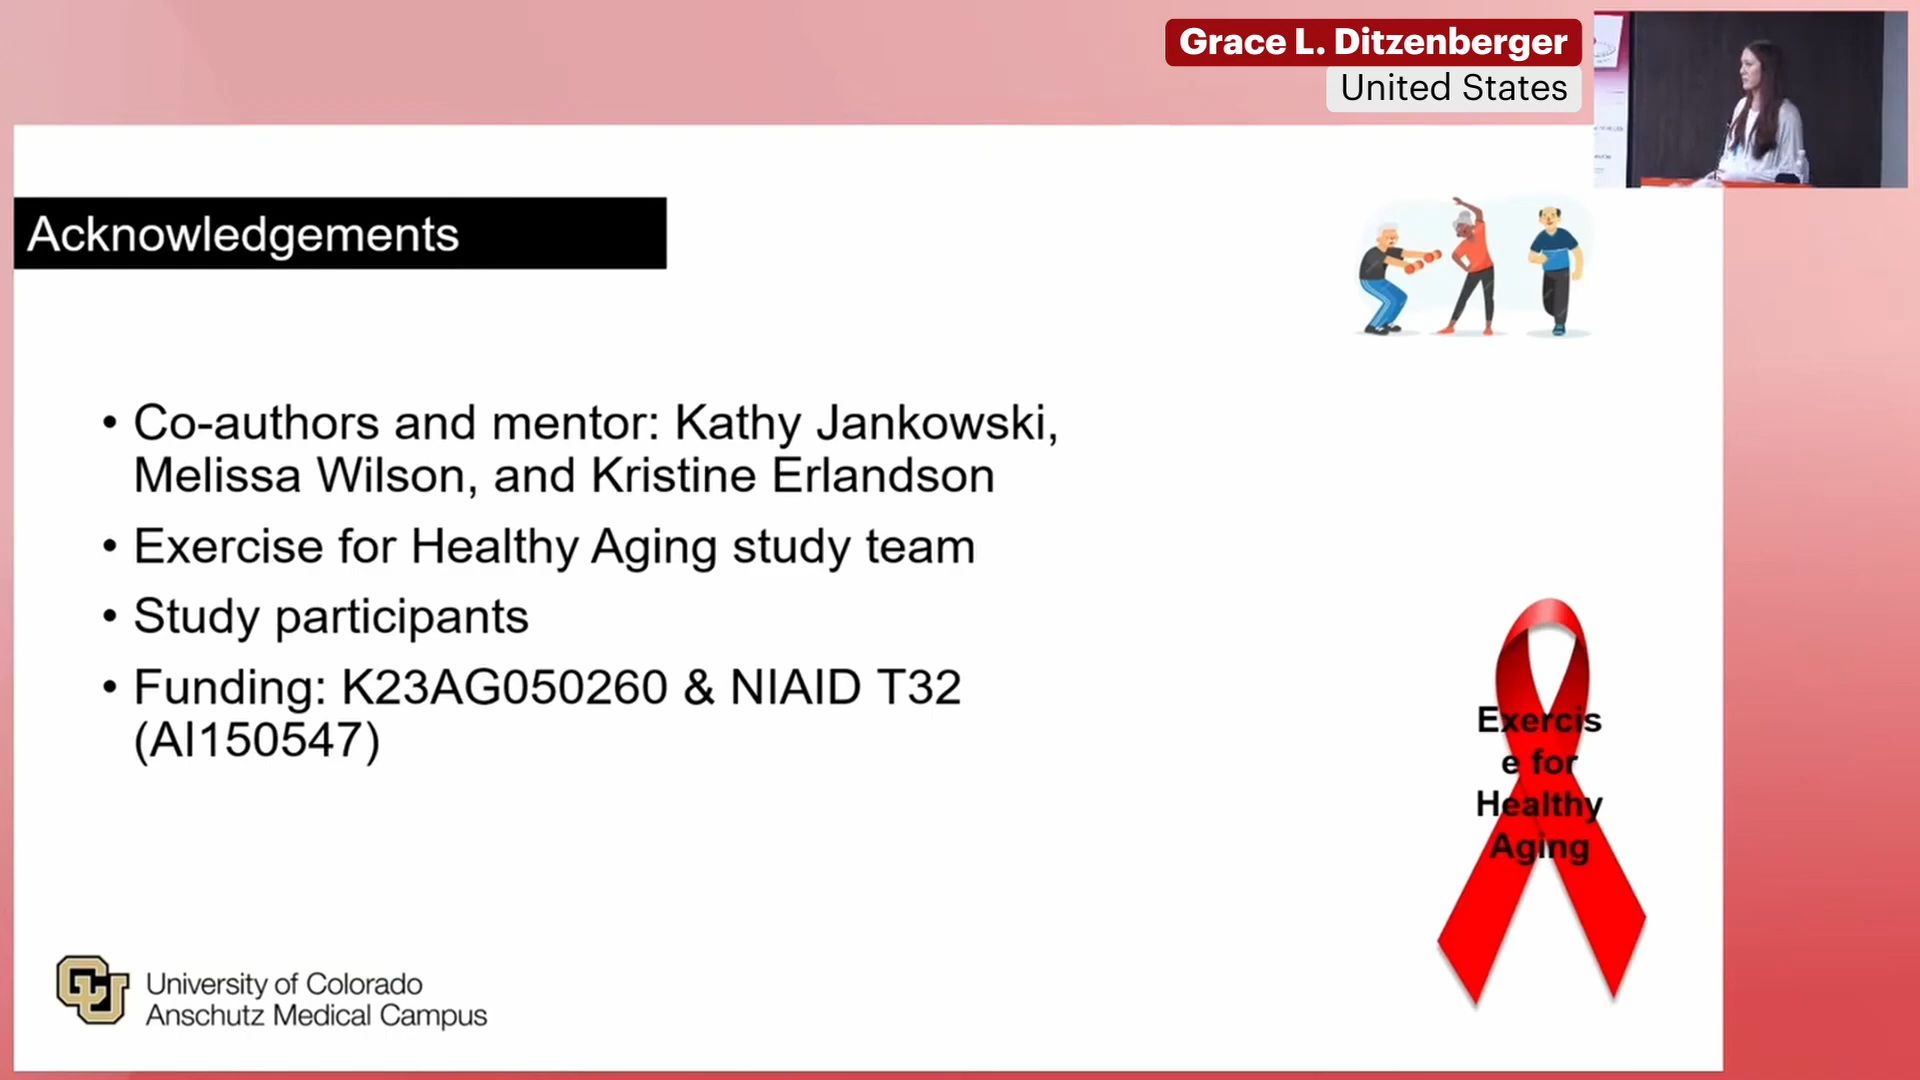 Grace L. Ditzenberger
United States
Acknowledgements
• Co-authors and mentor: Kathy Jankowski,
Melissa Wilson, and Kristine Erlandson
• Exercise for Healthy Aging study team
• Study participants
• Funding: K23AG050260 & NIAID T32
(AI150547)
Exercis
e for
Healthy
Aging
CU
University of Colorado
Anschutz Medical Campus